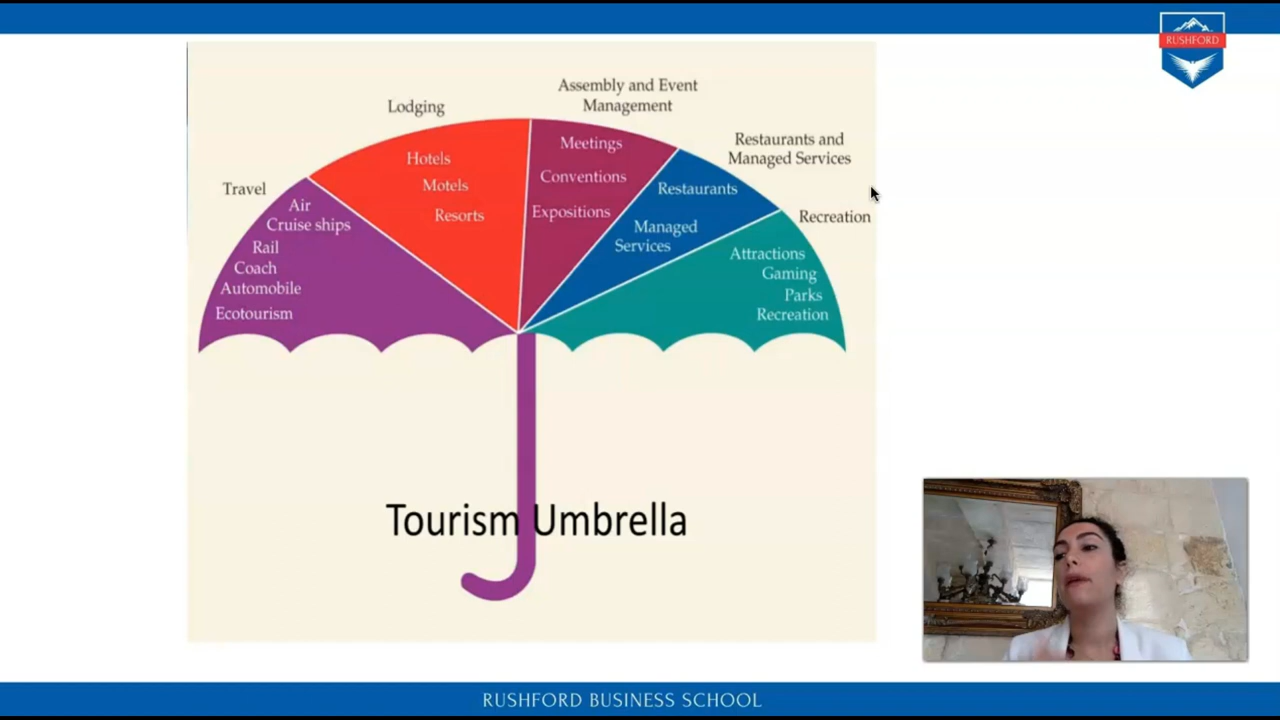 RUSHFORD
Assembly and Event
Management
Lodging
Restaurants and
Managed Services
Travel
Recreation
Air
Cruise ships
Rail
Coach
Automobile
Ecotourism
Hotels
Motels
Resorts
Meetings
Conventions
Expositions
Restaurants
Managed
Services
Attractions
Gaming
Parks
Recreation
Tourism Umbrella
RUSHFORD BUSINESS SCHOOL